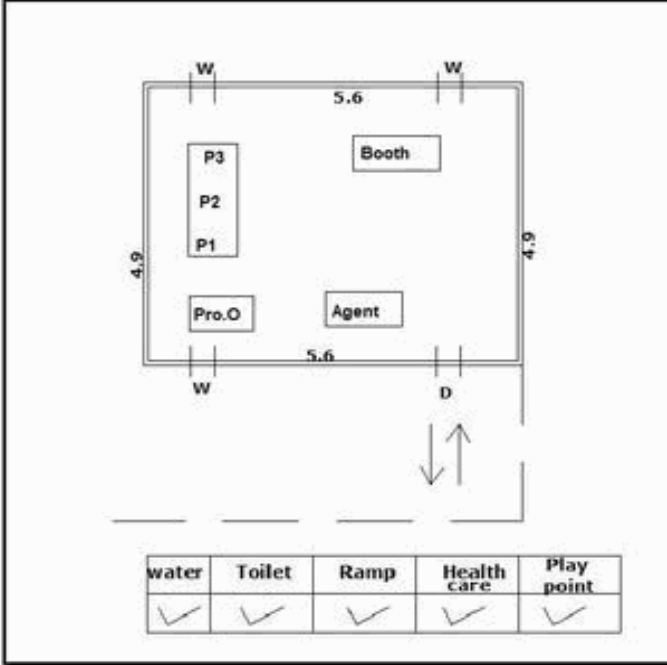 W W
5.6
P3 Booth
P2
P1
4.9 4.9
Pro.O Agent
5.6
W D
water Toilet Ramp Health care Play point